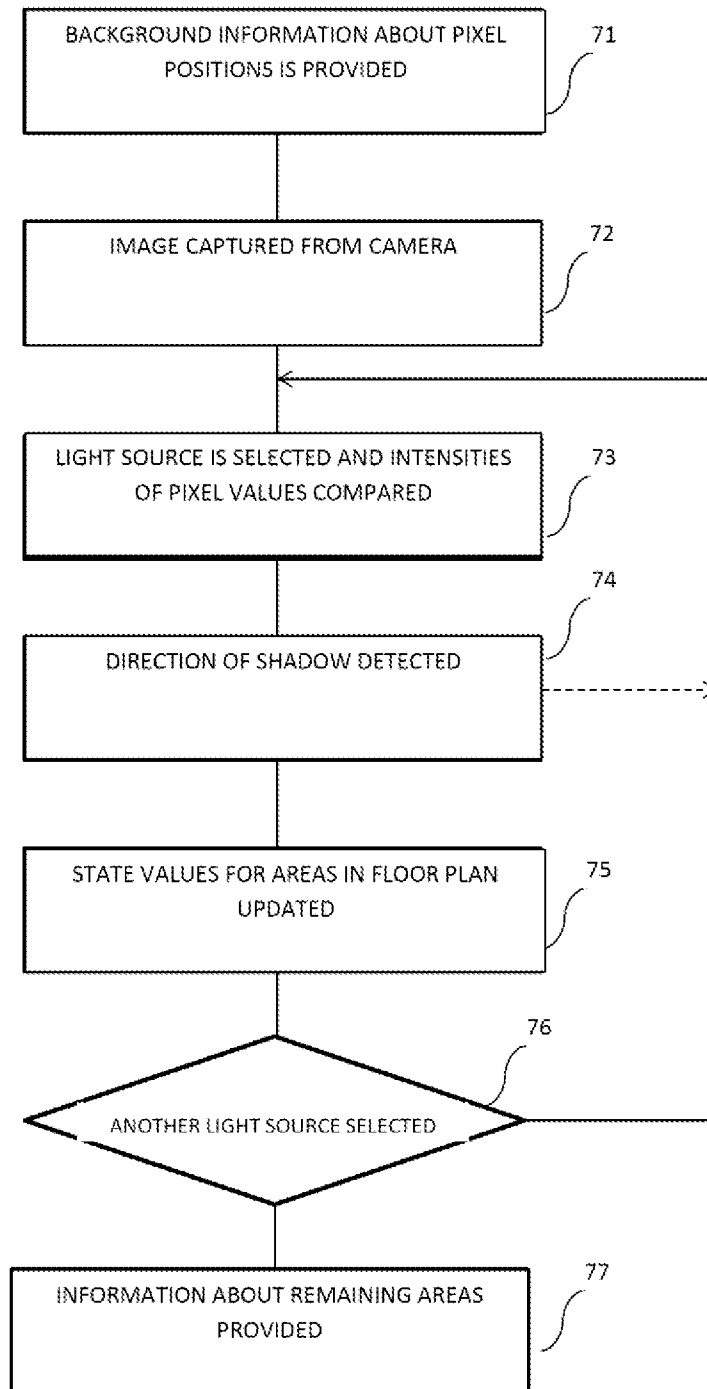 BACKGROUND INFORMATION ABOUT PIXEL
POSITIONS IS PROVIDED
71
IMAGE CAPTURED FROM CAMERA
72
LIGHT SOURCE IS SELECTED AND INTENSITIES
OF PIXEL VALUES COMPARED
73
DIRECTION OF SHADOW DETECTED
74
STATE VALUES FOR AREAS IN FLOOR PLAN
UPDATED
75
ANOTHER LIGHT SOURCE SELECTED
76
INFORMATION ABOUT REMAINING AREAS
PROVIDED
77